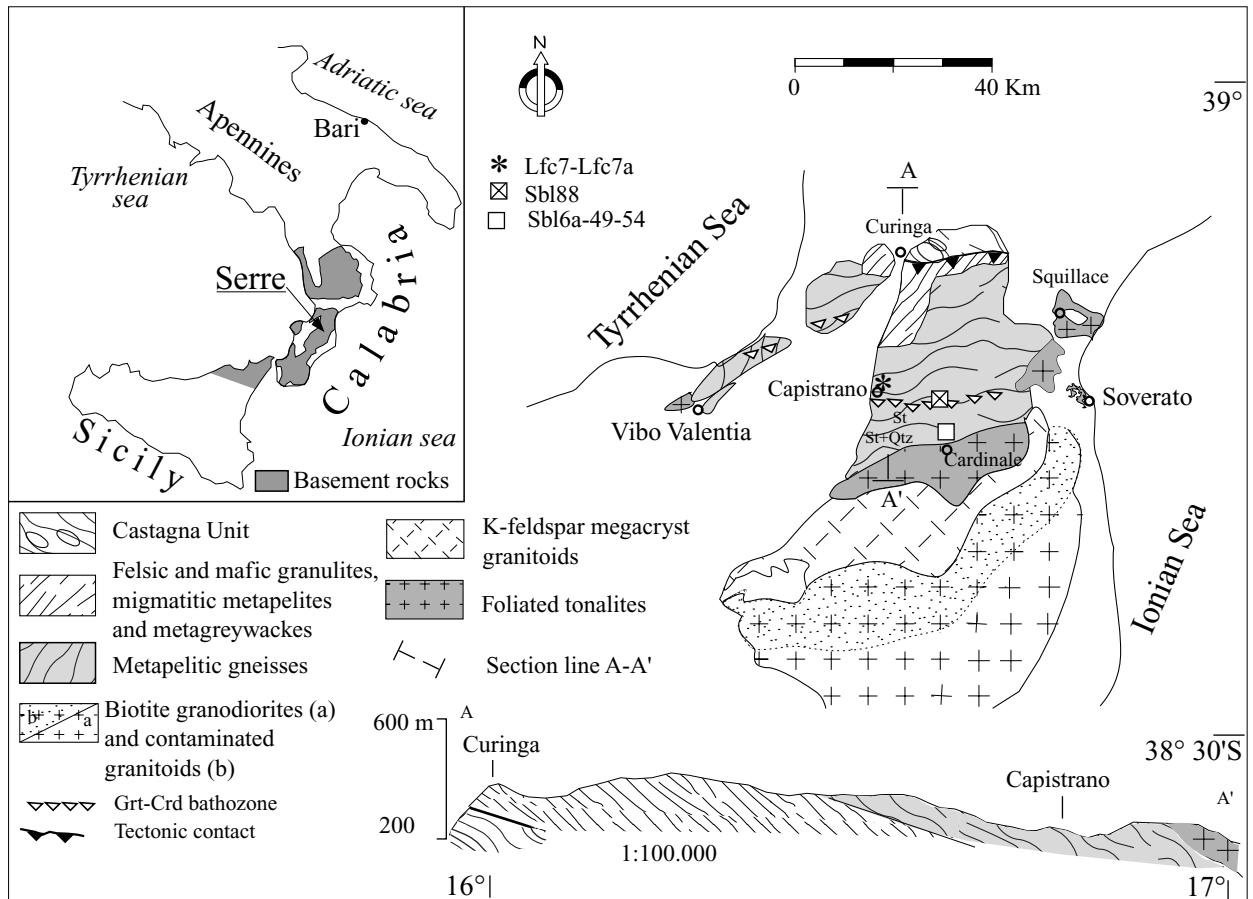 Adriatic sea
Bari
Apennines
Tyrrhenian
sea
Serre
Calabria
Ionian sea
Sicily
Basement rocks
N
0
40 Km
39°
Lfc7-Lfc7a
Sbl88
Sbl6a-49-54
A
Curinga
Tyrrhenian Sea
Squillace
Capistrano
Soverato
Vibo Valentia
St
St+Qtz
Cardinale
A'
Ionian Sea
Castagna Unit
Felsic and mafic granulites,
migmatitic metapelites
and metagreywackes
Metapelitic gneisses
b
a
Biotite granodiorites (a)
and contaminated
granitoids (b)
Grt-Crd bathozone
Tectonic contact
K-feldspar megacryst
granitoids
Foliated tonalites
Section line A-A'
38° 30'S
600 m
A
Curinga
Capistrano
A'
200
1:100.000
16°
17°